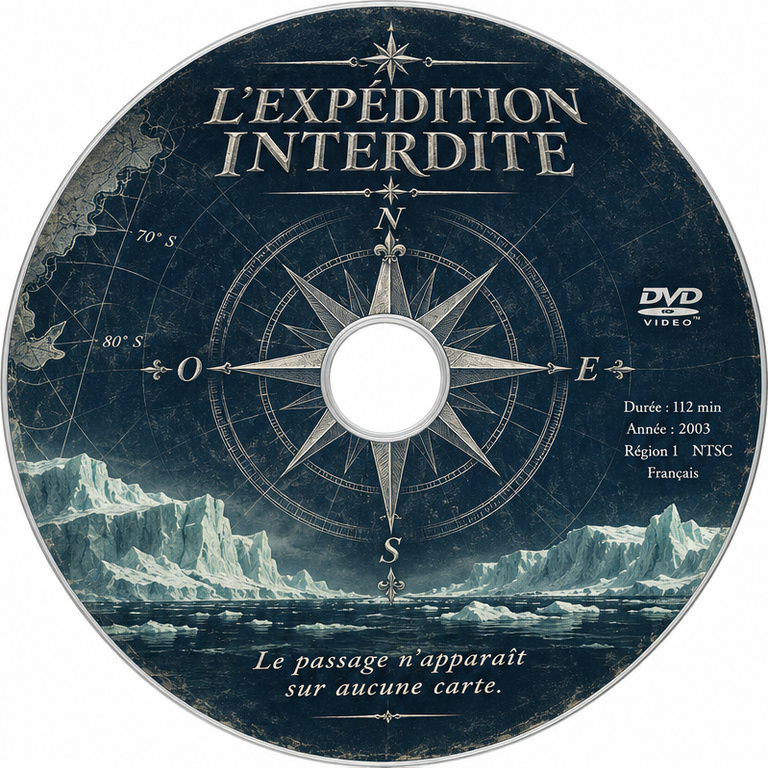 L'EXPÉDITION
INTERDITE
N
70° S
80° S
O
E
S
DVD
VIDEO™
Durée : 112 min
Année : 2003
Région 1 NTSC
Français
Le passage n'apparaît
sur aucune carte.